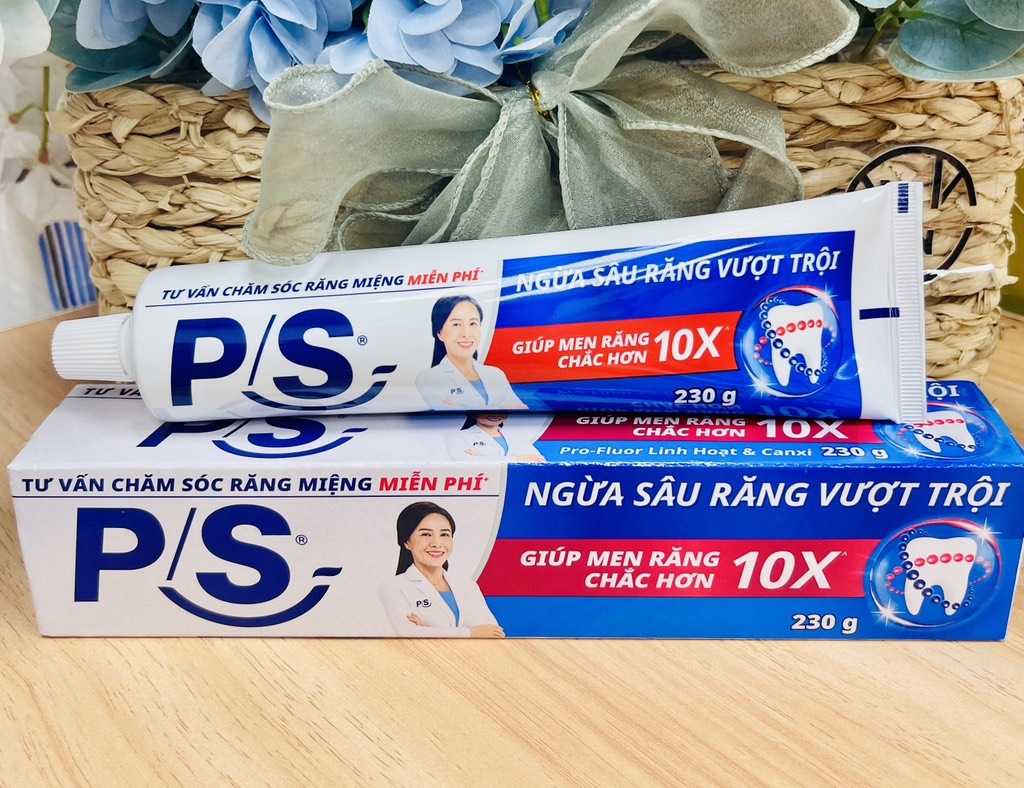 TƯ VẤN CHĂM SÓC RĂNG MIỆNG MIỄN PHÍ*
P/S®
P/S
NGỪA SÂU RĂNG VƯỢT TRỘI
GIÚP MEN RĂNG
CHẮC HƠN 10X^
230 g
P/S
P/S
GIÚP MEN RĂNG
CHẮC HƠN 10X
Pro-Fluor Linh Hoạt & Canxi 230 g
TƯ VẤN CHĂM SÓC RĂNG MIỆNG MIỄN PHÍ*
P/S®
P/S
NGỪA SÂU RĂNG VƯỢT TRỘI
GIÚP MEN RĂNG
CHẮC HƠN 10X^
230 g